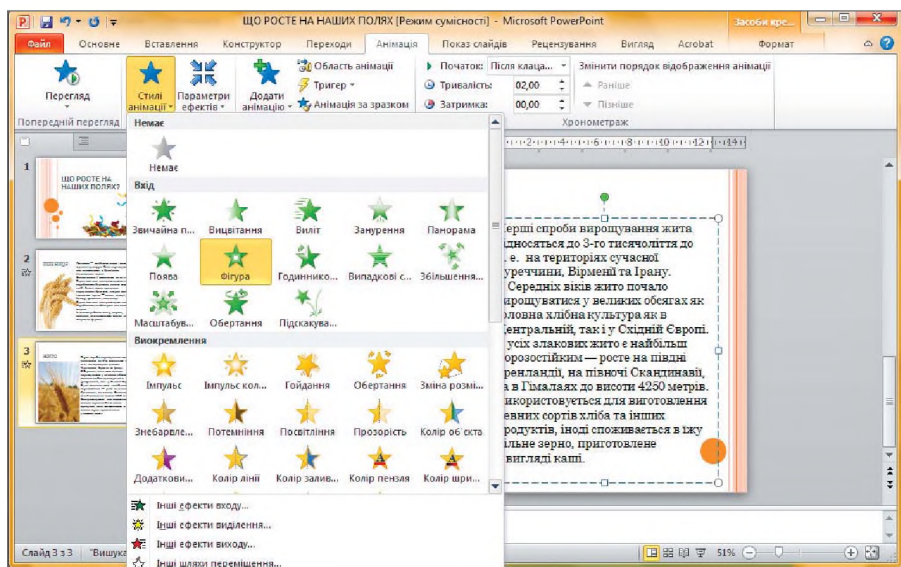 ЩО РОСТЕ НА НАШИХ ПОЛЯХ [Режим сумісності] - Microsoft PowerPoint
Засоби кре...
Файл Основне Вставлення Конструктор Переходи Анімація Показ слайдів Рецензування Вигляд Acrobat Формат
Перегляд
Стилі анімації
Параметри ефектів
Додати анімацію
Область анімації
Тригер
Анімація за зразком
Початок: Після клаца...
Тривалість: 02,00
Затримка: 00,00
Змінити порядок відображення анімації
Раніше
Пізніше
Попередній перегляд
Хронометраж
Немає
Немає
Вхід
Звичайна п... Вицвітання Виліт Занурення Панорама
Поява Фігура Годиннико... Випадкові с... Збільшення...
Масштабув... Обертання Підскакува...
Виокремлення
Імпульс Імпульс кол... Гойдання Обертання Зміна розмі...
Знебарвле... Потемніння Посвітління Прозорість Колір об'єкта
Додаткови... Колір лінії Колір залив... Колір пензля Колір шри...
Інші ефекти входу...
Інші ефекти виділення...
Інші ефекти виходу...
Інші шляхи переміщення...
1
ЩО РОСТЕ НА
НАШИХ ПОЛЯХ?
2
3
ЖИТО
ерші спроби вирощування жита
дносяться до 3-го тисячоліття до
. е. на територіях сучасної
уреччини, Вірменії та Ірану.
Середніх віків жито почало
ирощуватися у великих обсягах як
оловна хлібна культура як в
ентральній, так і у Східній Європі.
усіх злакових жито є найбільш
орозостійким — росте на півдні
ренландії, на півночі Скандинавії,
а в Гімалаях до висоти 4250 метрів.
икористовується для виготовлення
евних сортів хліба та інших
родуктів, іноді споживається в їжу
ільне зерно, приготовлене
вигляді каші.
Слайд 3 з 3 "Вишука
51%